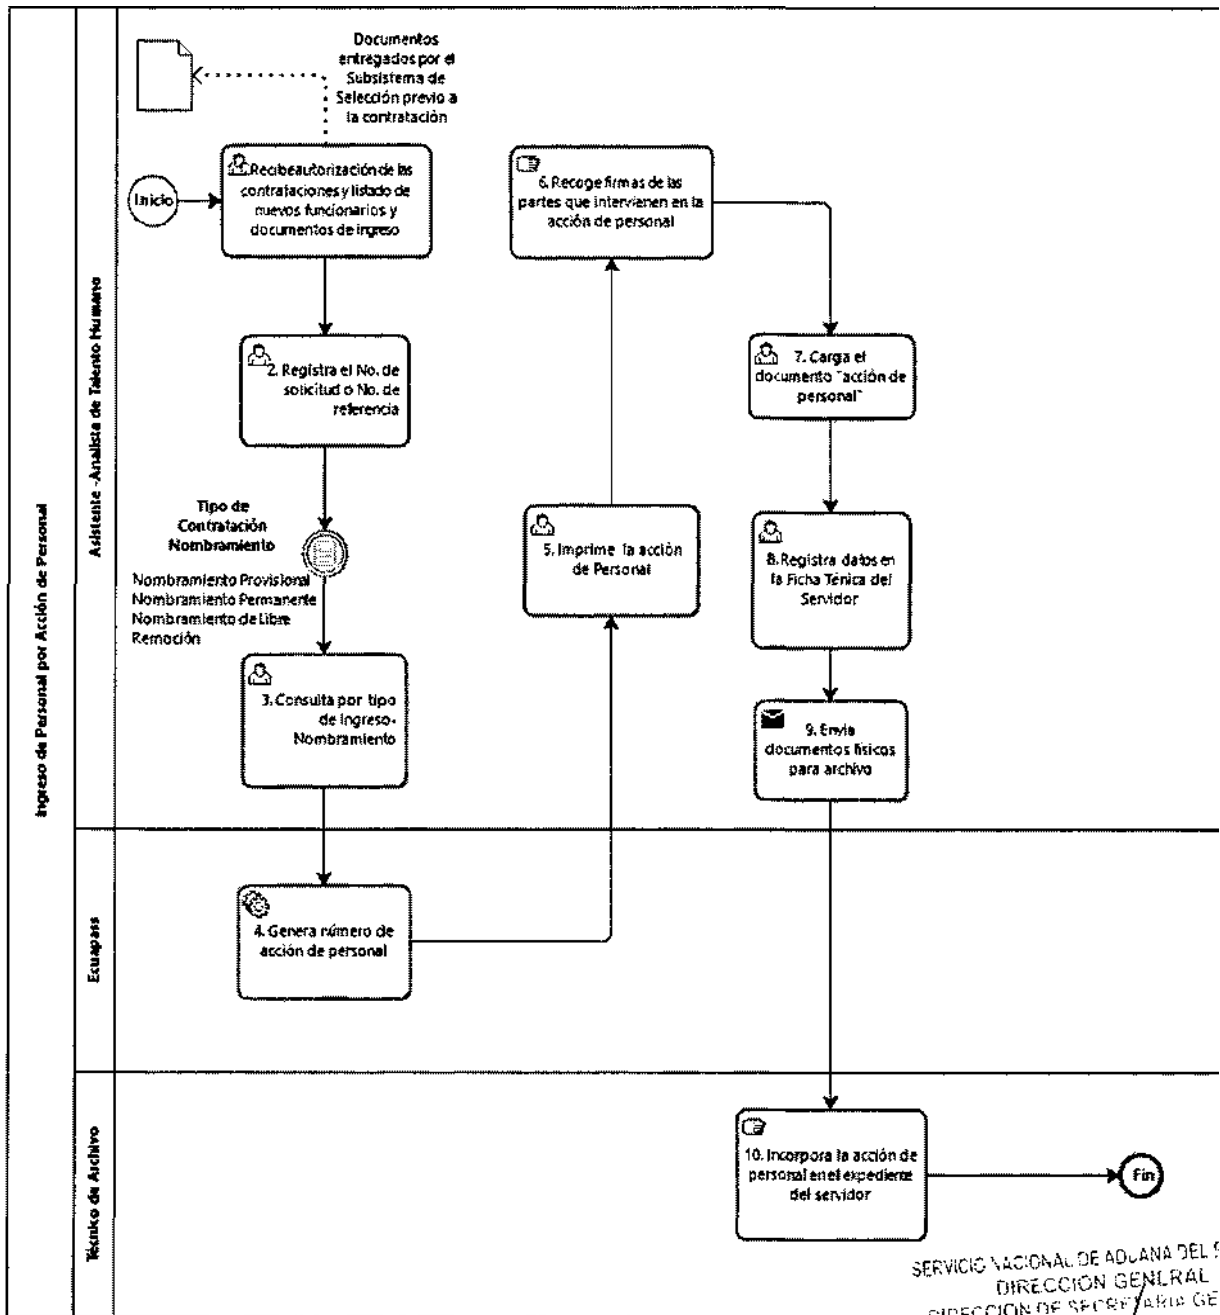 Ingreso de Personal por Acción de Personal
Asistente -Analista de Talento Humano
Documentos
entregados por el
Subsistema de
Selección previo a
la contratación
Inicio
Recibe autorización de las
contrataciones y listado de
nuevos funcionarios y
documentos de ingreso
2. Registra el No. de
solicitud o No. de
referencia
Tipo de
Contratación
Nombramiento
Nombramiento Provisional
Nombramiento Permanente
Nombramiento de Libre
Remoción
3. Consulta por tipo
de Ingreso-
Nombramiento
Ecuapass
4. Genera número de
acción de personal
5. Imprime la acción
de Personal
6. Recoge firmas de las
partes que intervienen en la
acción de personal
7. Carga el
documento "acción de
personal"
8. Registra datos en
la Ficha Ténica del
Servidor
9. Envía
documentos físicos
para archivo
Técnico de Archivo
10. Incorpora la acción de
personal en el expediente
del servidor
Fin
SERVICIO NACIONAL DE ADUANA DEL
DIRECCION GENERAL
DIRECCION DE SECRETARIA GE